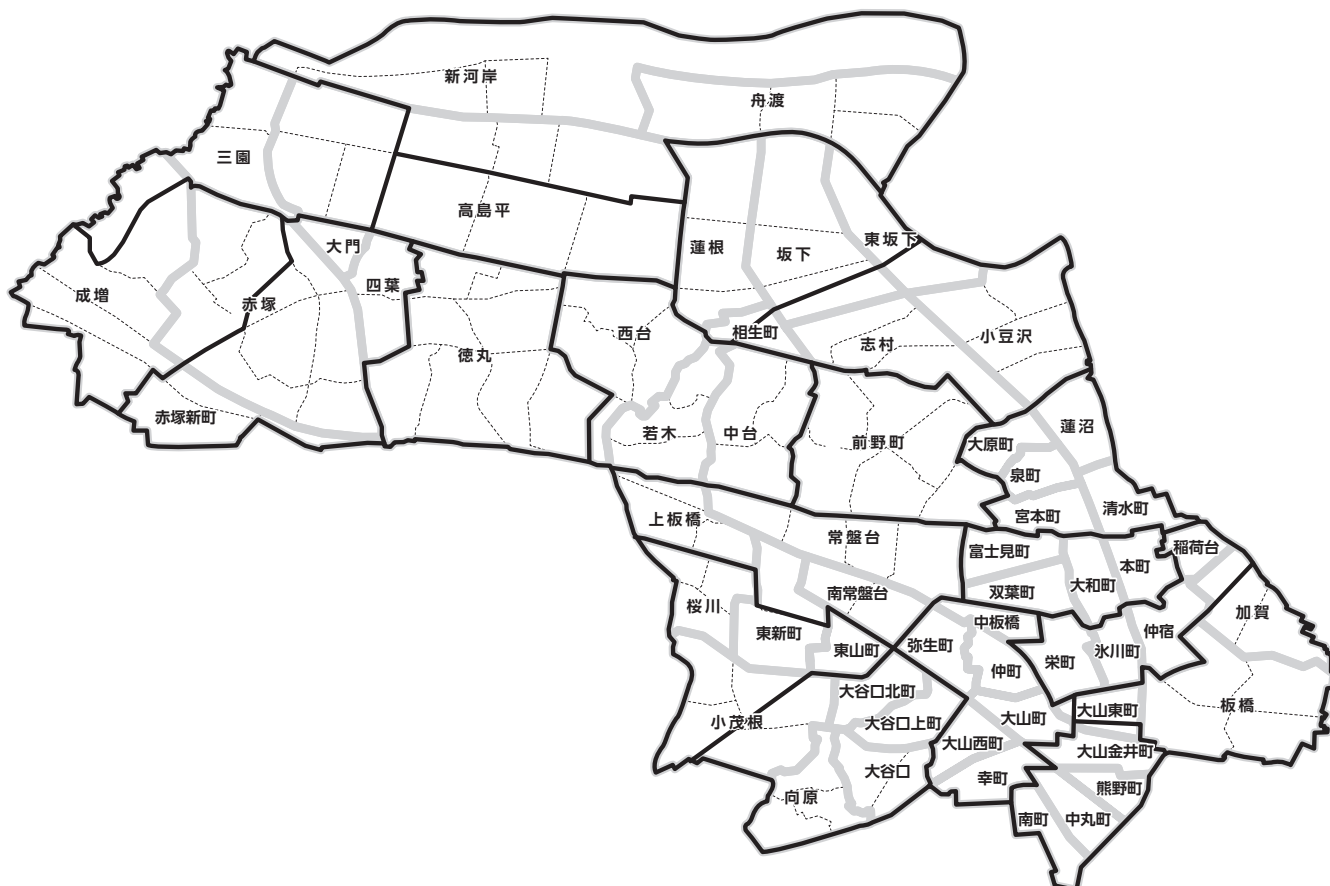 新河岸
舟渡
三園
高島平
大門
蓮根
坂下
東坂下
四葉
成増
赤塚
西台
相生町
志村
小豆沢
徳丸
赤塚新町
若木
中台
前野町
大原町
蓮沼
泉町
宮本町
清水町
上板橋
常盤台
富士見町
稲荷台
本町
双葉町
大和町
南常盤台
桜川
東新町
中板橋
加賀
仲宿
東山町
弥生町
氷川町
栄町
仲町
大谷口北町
板橋
大山東町
小茂根
大谷口上町
大山町
大山西町
大山金井町
大谷口
幸町
熊野町
向原
南町
中丸町